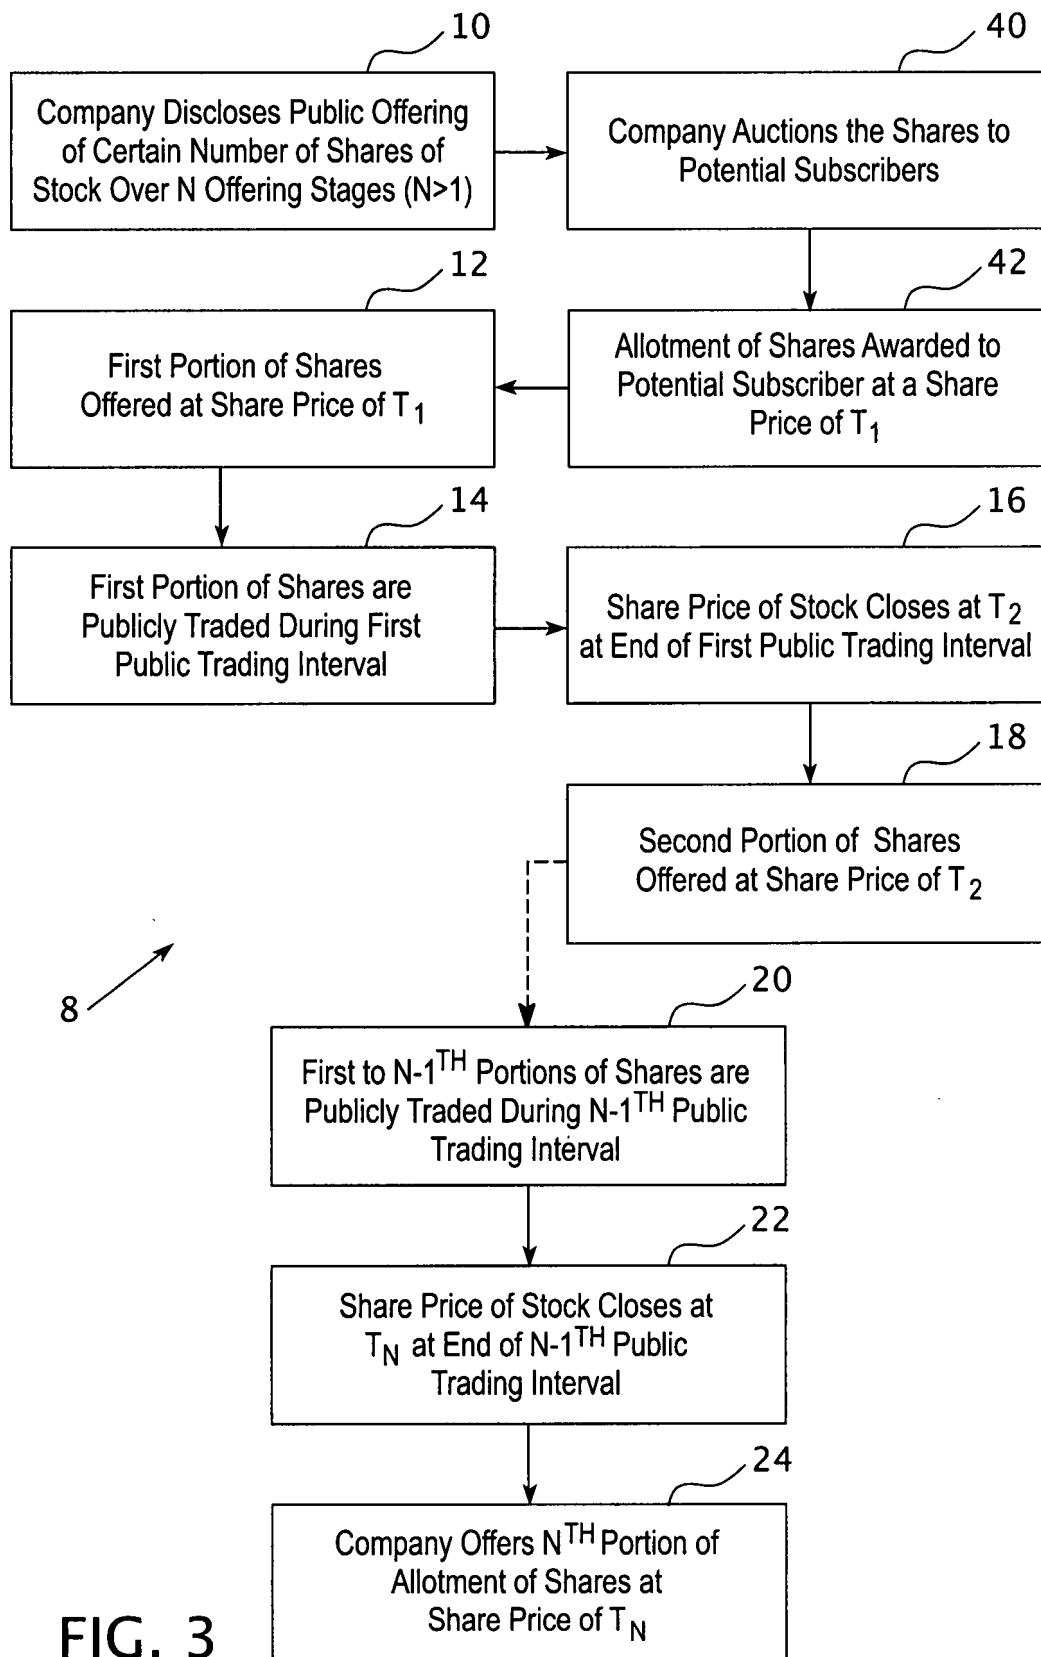 10
Company Discloses Public Offering
of Certain Number of Shares of
Stock Over N Offering Stages (N>1)
40
Company Auctions the Shares to
Potential Subscribers
42
Allotment of Shares Awarded to
Potential Subscriber at a Share
Price of T1
12
First Portion of Shares
Offered at Share Price of T1
14
First Portion of Shares are
Publicly Traded During First
Public Trading Interval
16
Share Price of Stock Closes at T2
at End of First Public Trading Interval
18
Second Portion of Shares
Offered at Share Price of T2
8
20
First to N-1TH Portions of Shares are
Publicly Traded During N-1TH Public
Trading Interval
22
Share Price of Stock Closes at
TN at End of N-1TH Public
Trading Interval
24
Company Offers NTH Portion of
Allotment of Shares at
Share Price of TN
FIG. 3